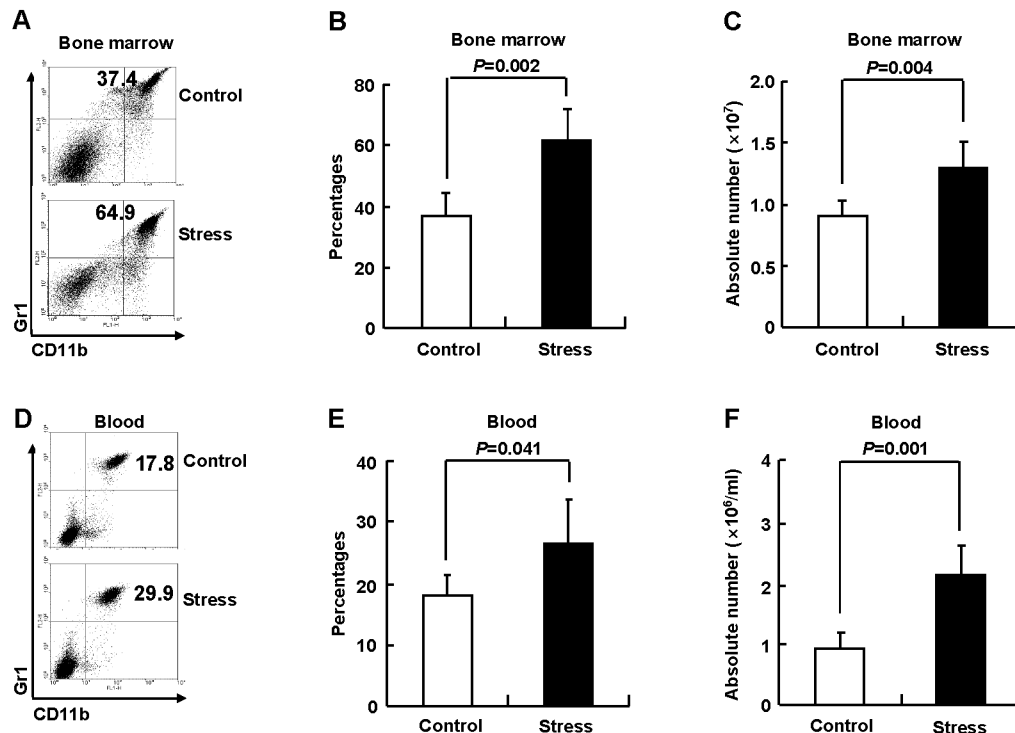 A
Bone marrow
37.4
Control
64.9
Stress
Gr1
FL1-H
CD11b
B
Bone marrow
P=0.002
80
60
40
20
0
Percentages
Control
Stress
C
Bone marrow
P=0.004
2.0
1.5
1.0
0.5
0
Absolute number (×10⁷)
Control
Stress
D
Blood
17.8
Control
29.9
Stress
Gr1
FL1-H
CD11b
E
Blood
P=0.041
40
30
20
10
0
Percentages
Control
Stress
F
Blood
P=0.001
4
3
2
1
0
Absolute number (×10⁶/ml)
Control
Stress